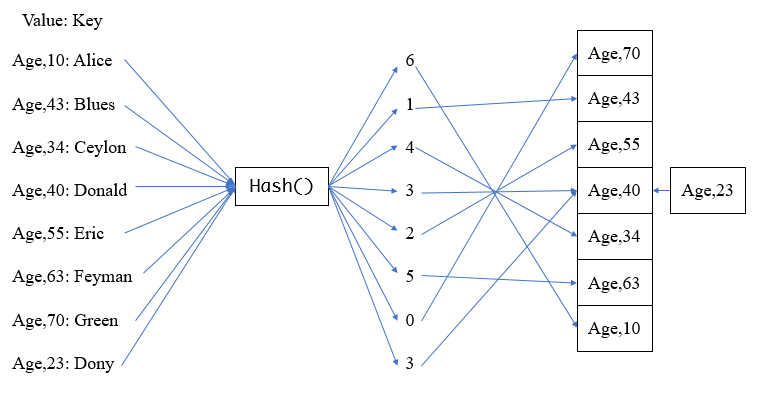 Value: Key
Age,10: Alice
Age,43: Blues
Age,34: Ceylon
Age,40: Donald
Age,55: Eric
Age,63: Feyman
Age,70: Green
Age,23: Dony
Hash()
6
1
4
3
2
5
0
3
Age,70
Age,43
Age,55
Age,40
Age,34
Age,63
Age,10
Age,23